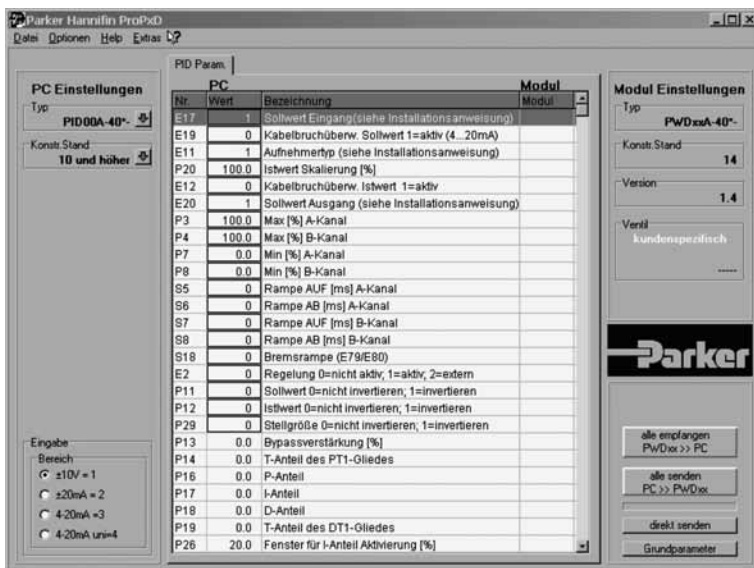 Parker Hannifin ProPxD
Datei Optionen Help Extras
PC Einstellungen
Typ
PID00A-40*-
Konstr.Stand
10 und höher
Eingabe
Bereich
±10V = 1
±20mA = 2
4-20mA =3
4-20mA uni=4
PID Param.
PC Modul
Nr. Wert Bezeichnung Modul
E17 1 Sollwert Eingang(siehe Installationsanweisung)
E19 0 Kabelbruchüberw. Sollwert 1=aktiv (4...20mA)
E11 1 Aufnehmertyp (siehe Installationsanweisung)
P20 100.0 Istwert Skalierung [%]
E12 0 Kabelbruchüberw. Istwert 1=aktiv
E20 1 Sollwert Ausgang (siehe Installationsanweisung)
P3 100.0 Max [%] A-Kanal
P4 100.0 Max [%] B-Kanal
P7 0.0 Min [%] A-Kanal
P8 0.0 Min [%] B-Kanal
S5 0 Rampe AUF [ms] A-Kanal
S6 0 Rampe AB [ms] A-Kanal
S7 0 Rampe AUF [ms] B-Kanal
S8 0 Rampe AB [ms] B-Kanal
S18 0 Bremsrampe (E79/E80)
E2 0 Regelung 0=nicht aktiv; 1=aktiv; 2=extern
P11 0 Sollwert 0=nicht invertieren; 1=invertieren
P12 0 Istlwert 0=nicht invertieren; 1=invertieren
P29 0 Stellgröße 0=nicht invertieren; 1=invertieren
P13 0.0 Bypassverstärkung [%]
P14 0.0 T-Anteil des PT1-Gliedes
P16 0.0 P-Anteil
P17 0.0 I-Anteil
P18 0.0 D-Anteil
P19 0.0 T-Anteil des DT1-Gliedes
P26 20.0 Fenster für I-Anteil Aktivierung [%]
Modul Einstellungen
Typ
PWDxxA-40*-
Konstr.Stand
14
Version
1.4
Ventil
kundenspezifisch
-----
Parker
alle empfangen
PWDxx >> PC
alle senden
PC >> PWDxx
direkt senden
Grundparameter